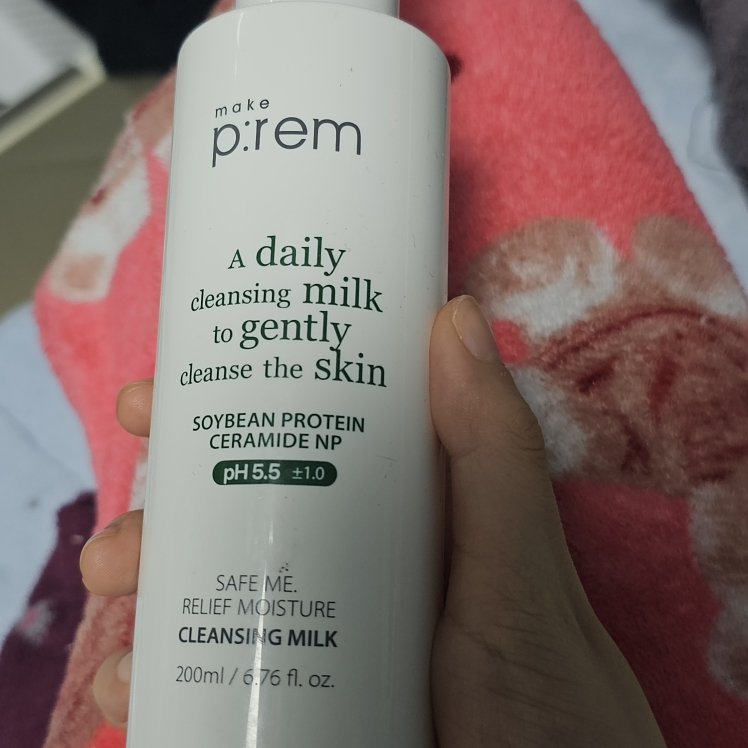 make
p:rem
A daily
cleansing milk
to gently
cleanse the skin
SOYBEAN PROTEIN
CERAMIDE NP
pH 5.5 ±1.0
SAFE ME.
RELIEF MOISTURE
CLEANSING MILK
200ml / 6.76 fl. oz.